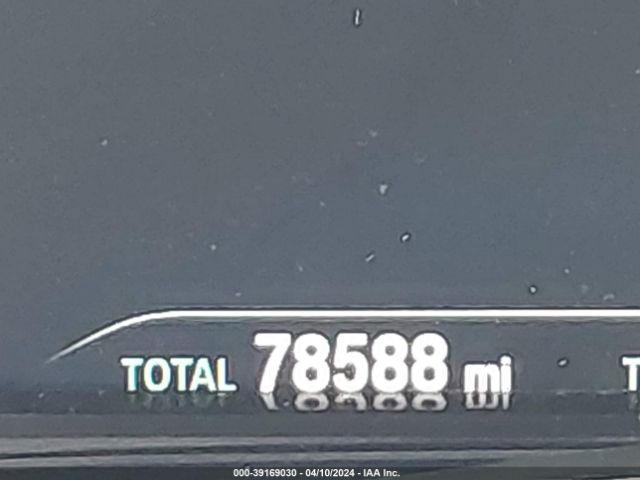 TOTAL 78588 mi T
000-39169030 - 04/10/2024 - IAA Inc.